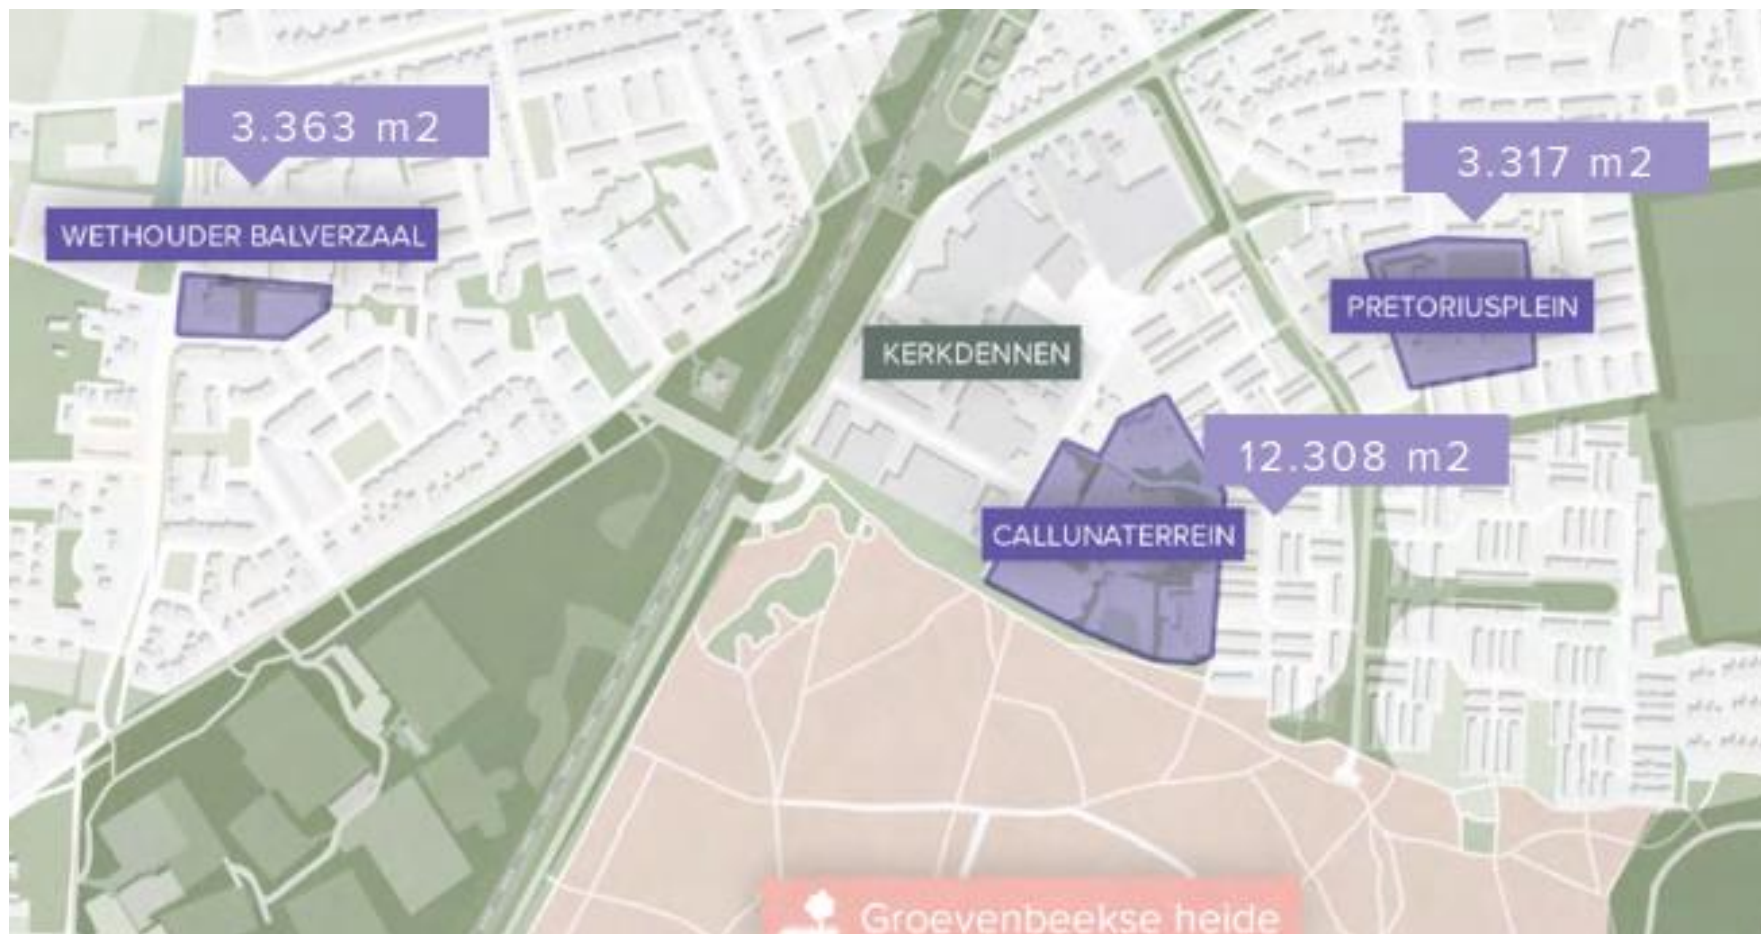 3.363 m2
3.317 m2
WETHOUDER BALVERZAAL
PRETORIUSPLEIN
KERKDENNEN
12.308 m2
CALLUNATERREIN
Groevenbeekse heide